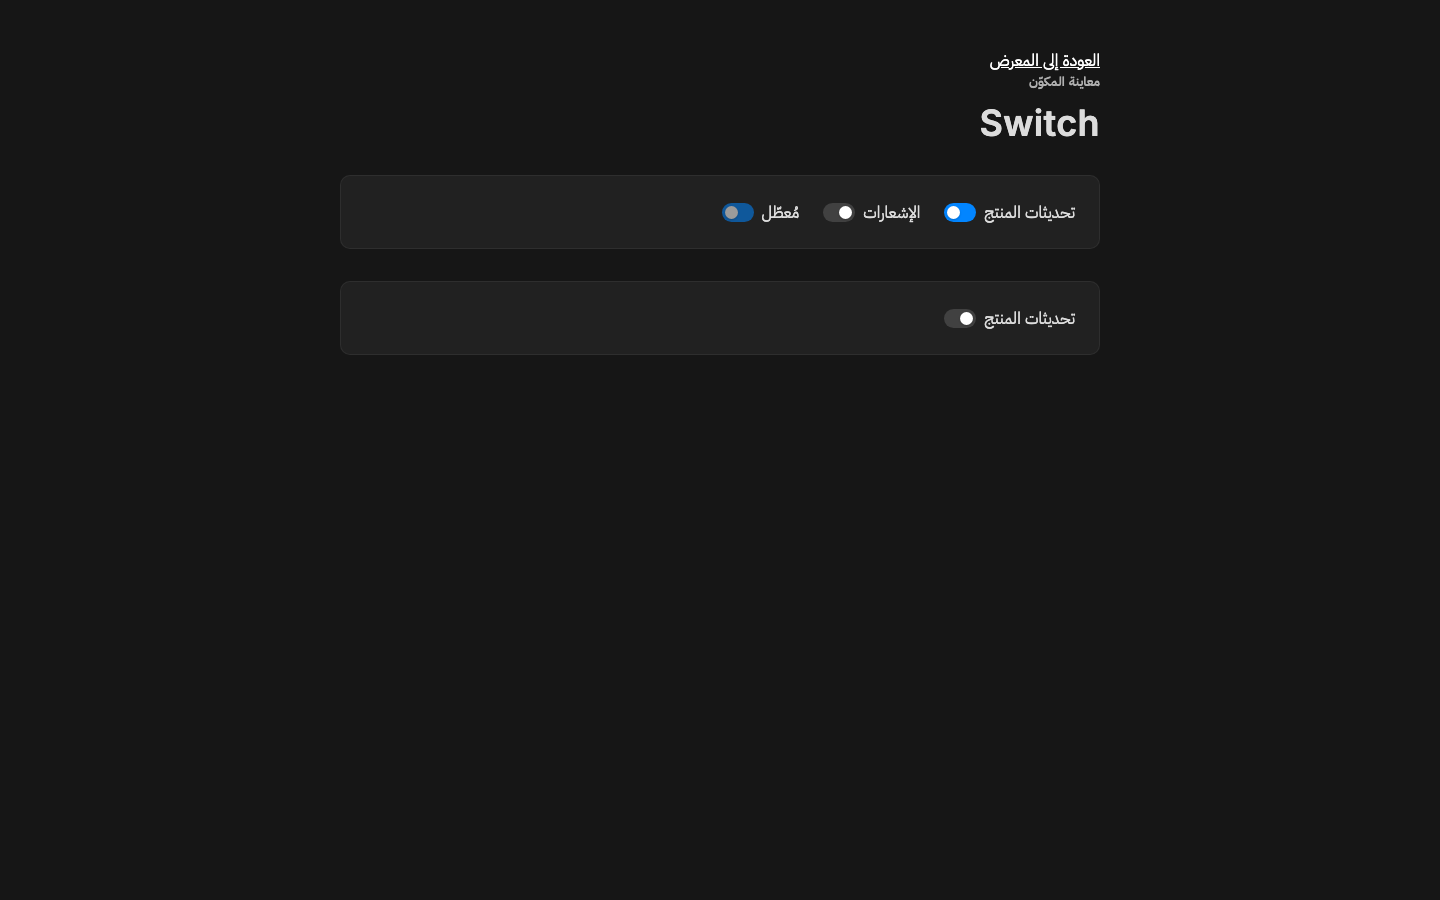 العودة إلى المعرض
معاينة المكوّن
Switch
تحديثات المنتج الإشعارات مُعطّل
تحديثات المنتج